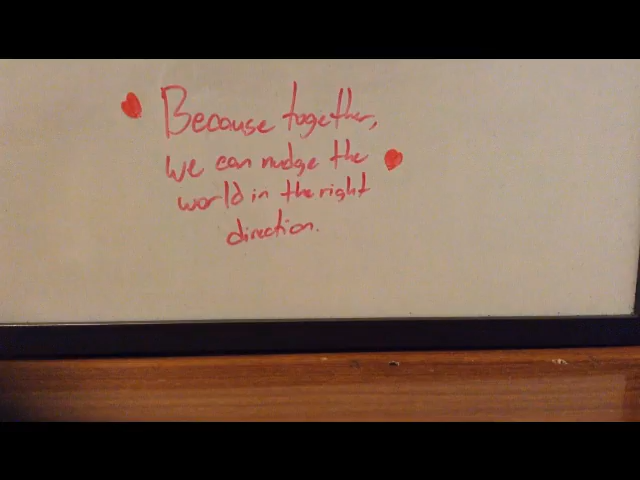 Because together,
we can nudge the
world in the right
direction.